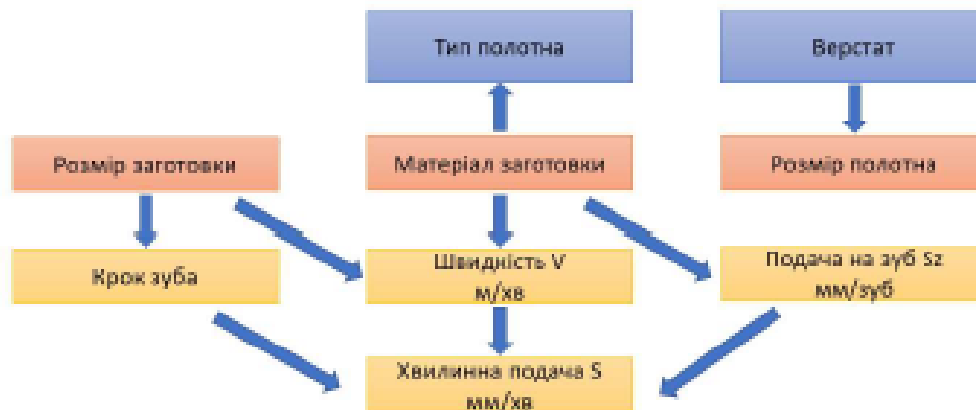 Тип полотна
Верстат
Розмір заготовки
Матеріал заготовки
Розмір полотна
Крок зуба
Швидкість V
м/хв
Подача на зуб Sz
мм/зуб
Хвилинна подача S
мм/хв